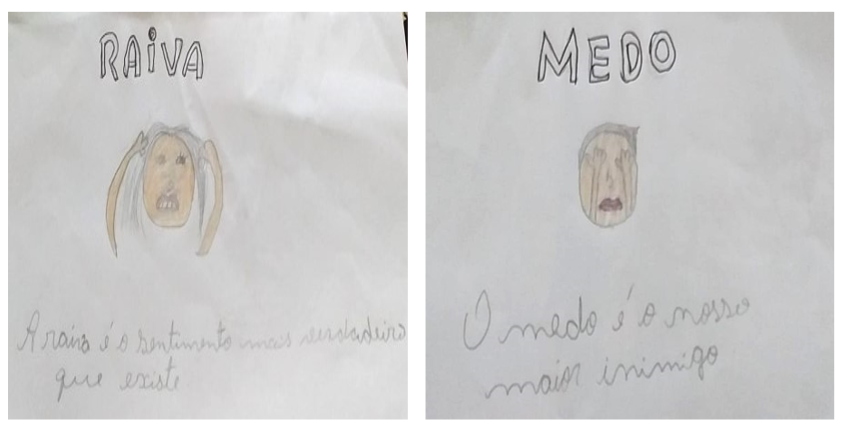 RAiVA
A raiva é o sentimento mais verdadeiro
que existe
MEDO
O medo é o nosso
maior inimigo